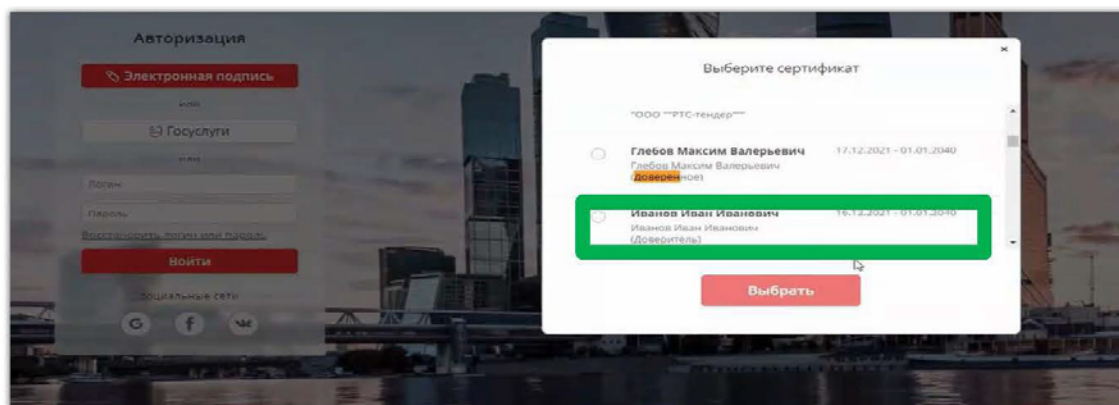 Авторизация
Электронная подпись
или
Госуслуги
или
Логин
Пароль
Восстановить логин или пароль
Войти
Социальные сети
G f
Выберите сертификат
"ООО ""РТС-тендер"""
Глебов Максим Валерьевич 17.12.2021 - 01.01.2040
Глебов Максим Валерьевич
(Доверенное)
Иванов Иван Иванович 16.12.2021 - 01.01.2040
Иванов Иван Иванович
(Доверитель)
Выбрать